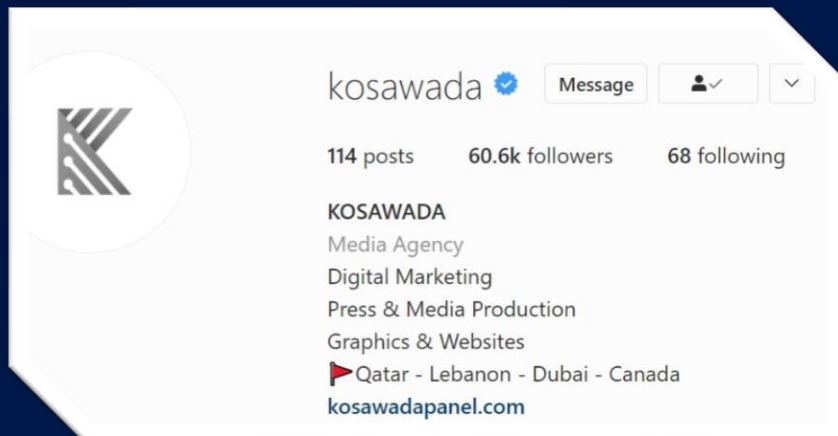 kosawada Message
114 posts 60.6k followers 68 following
KOSAWADA
Media Agency
Digital Marketing
Press & Media Production
Graphics & Websites
🚩Qatar - Lebanon - Dubai - Canada
kosawadapanel.com